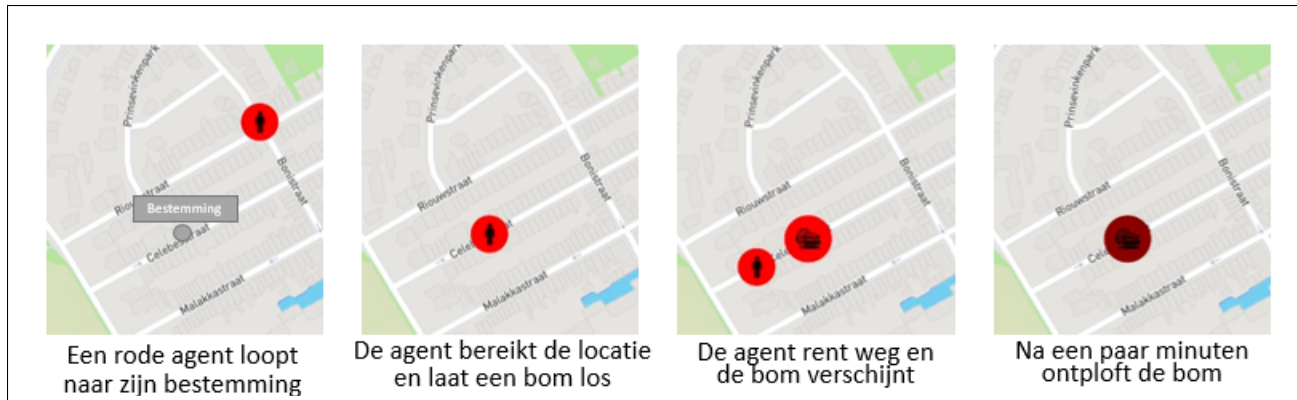 Prinsevinkenpark
Bonistraat
Riouwstraat
Bestemming
Celebesstraat
Malakkastraat
Een rode agent loopt
naar zijn bestemming
Prinsevinkenpark
Bonistraat
Riouwstraat
Malakkastraat
De agent bereikt de locatie
en laat een bom los
Prinsevinkenpark
Bonistraat
Riouwstraat
Malakkastraat
De agent rent weg en
de bom verschijnt
Prinsevinkenpark
Bonistraat
Riouwstraat
Malakkastraat
Na een paar minuten
ontploft de bom